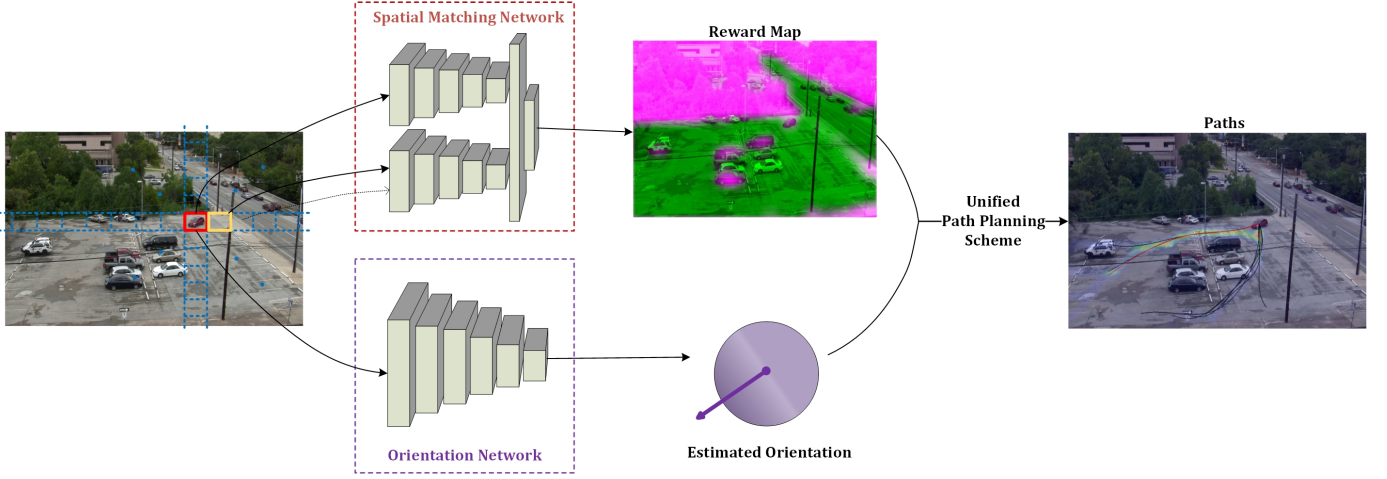 Spatial Matching Network
Reward Map
Paths
Unified
Path Planning
Scheme
Orientation Network
Estimated Orientation